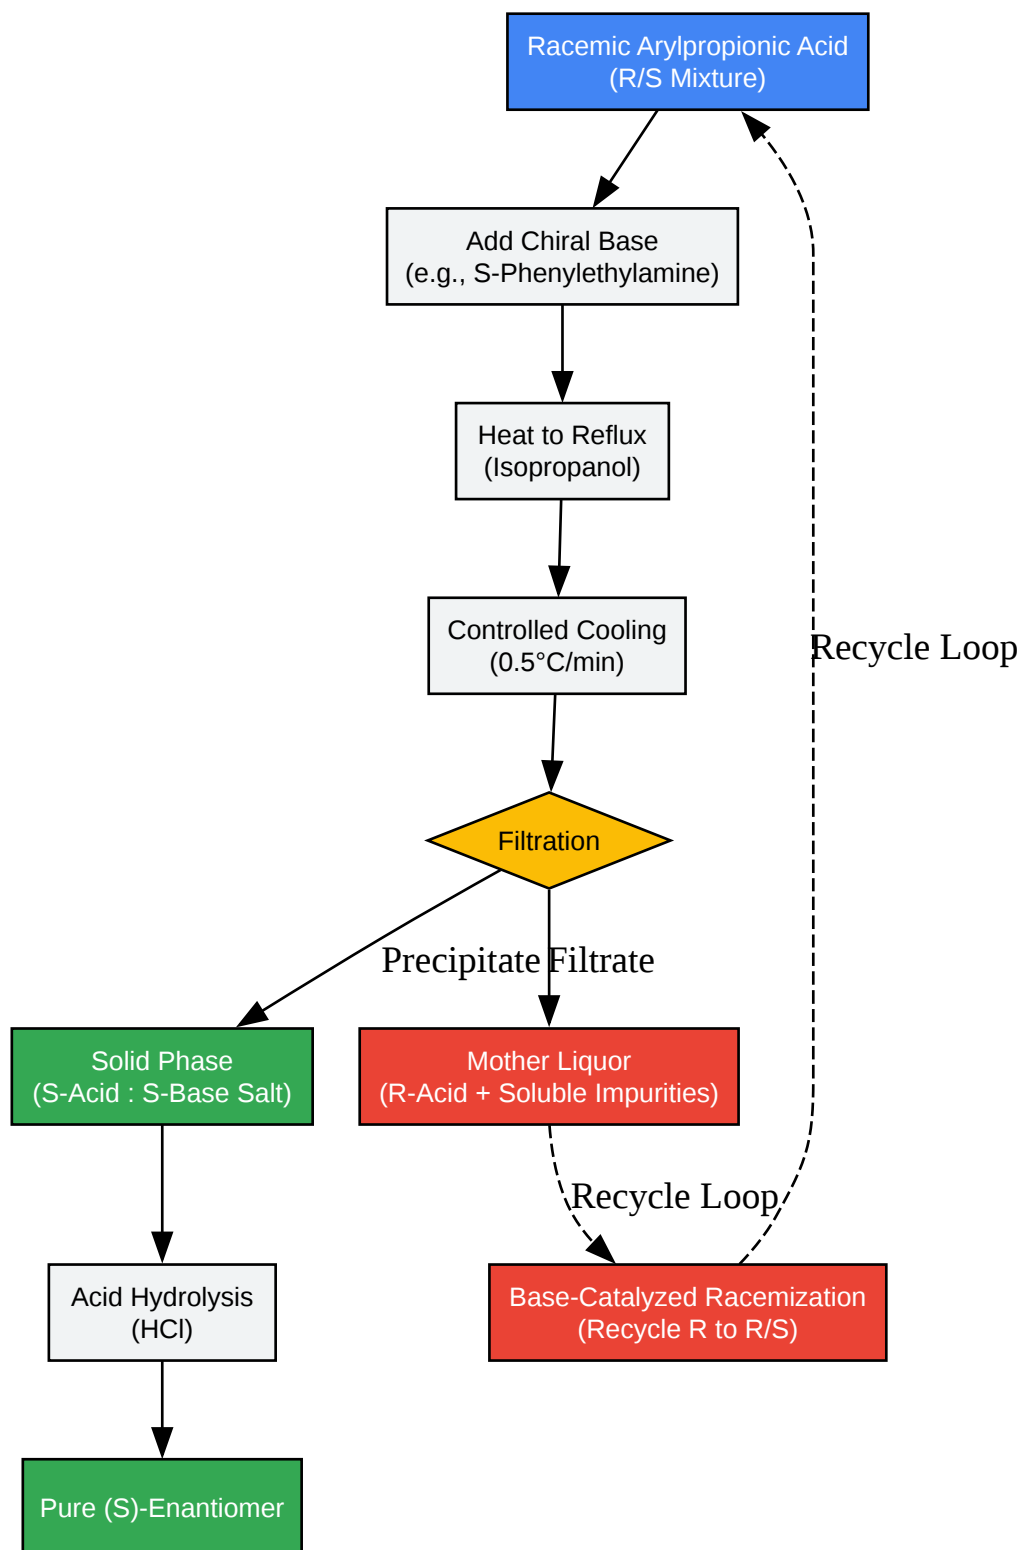 Racemic Arylpropionic Acid
(R/S Mixture)
Add Chiral Base
(e.g., S-Phenylethylamine)
Heat to Reflux
(Isopropanol)
Controlled Cooling
(0.5°C/min)
Recycle Loop
Filtration
Precipitate
Filtrate
Solid Phase
(S-Acid : S-Base Salt)
Mother Liquor
(R-Acid + Soluble Impurities)
Recycle Loop
Acid Hydrolysis
(HCl)
Base-Catalyzed Racemization
(Recycle R to R/S)
Pure (S)-Enantiomer